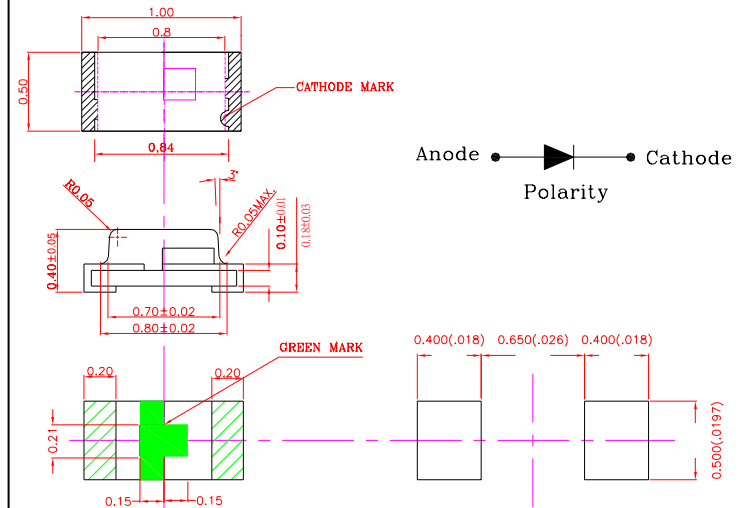 1.00
0.8
0.50
CATHODE MARK
0.84
Anode
Cathode
Polarity
R0.05
R0.05MAX.
0.10±0.01
0.18±0.03
0.40±0.05
0.70±0.02
0.80±0.02
GREEN MARK
0.400(.018)
0.650(.026)
0.400(.018)
0.20
0.20
0.21
0.500(.0197)
0.15
0.15